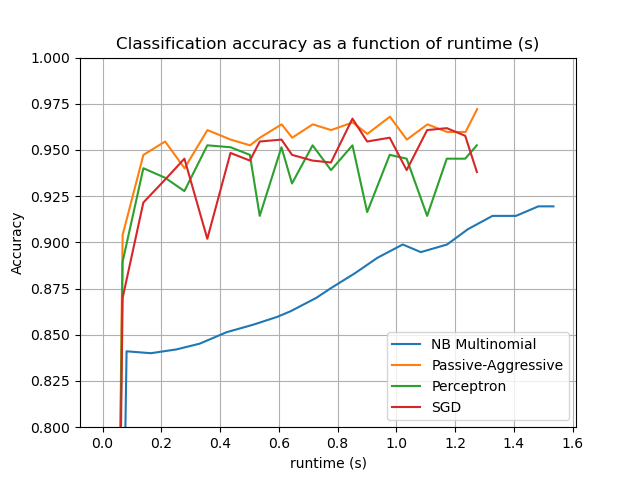 Classification accuracy as a function of runtime (s)
1.000
0.975
0.950
0.925
0.900
0.875
0.850
0.825
0.800
Accuracy
NB Multinomial
Passive-Aggressive
Perceptron
SGD
0.0 0.2 0.4 0.6 0.8 1.0 1.2 1.4 1.6
runtime (s)